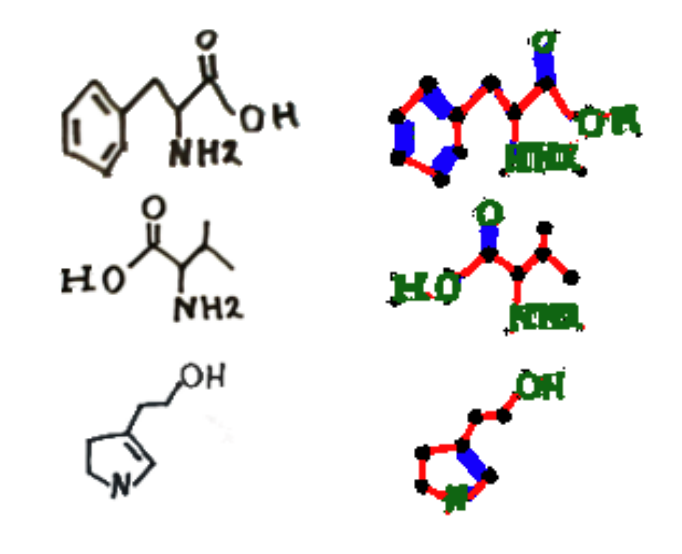 O O
OH OH
NH2 NH2
O O
HO HO
NH2 NH2
OH OH
N N